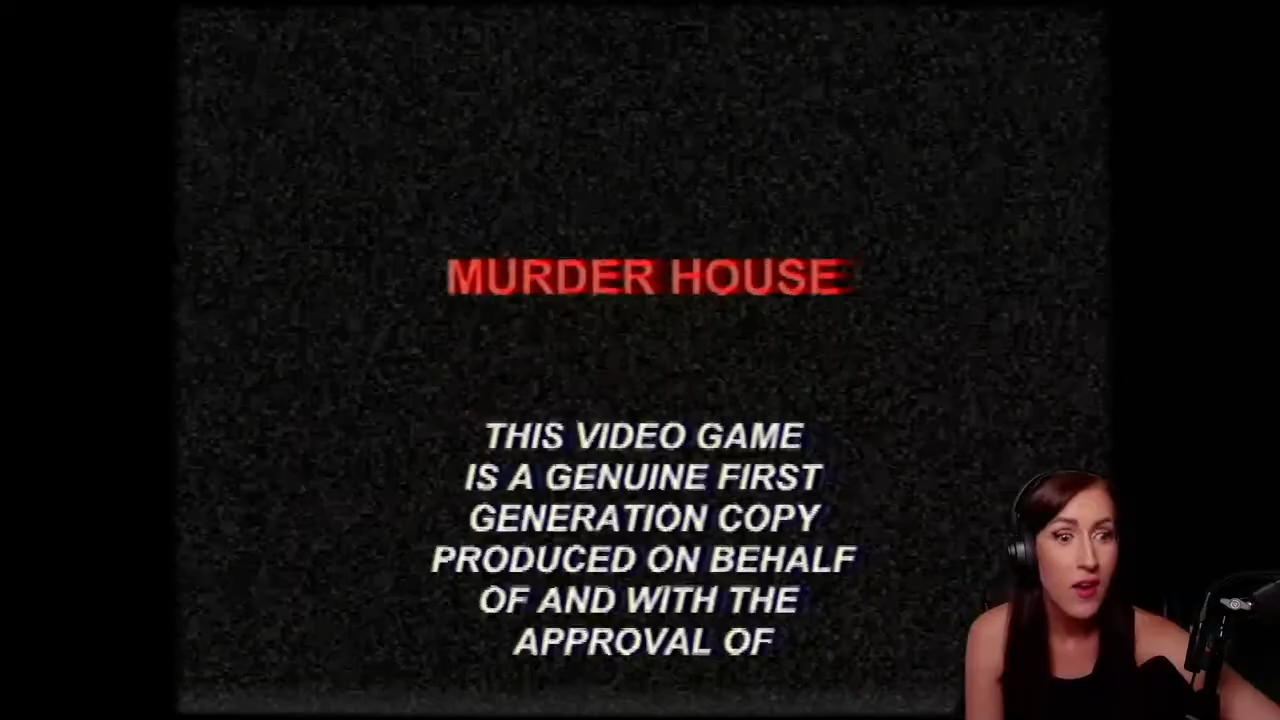 MURDER HOUSE
THIS VIDEO GAME
IS A GENUINE FIRST
GENERATION COPY
PRODUCED ON BEHALF
OF AND WITH THE
APPROVAL OF